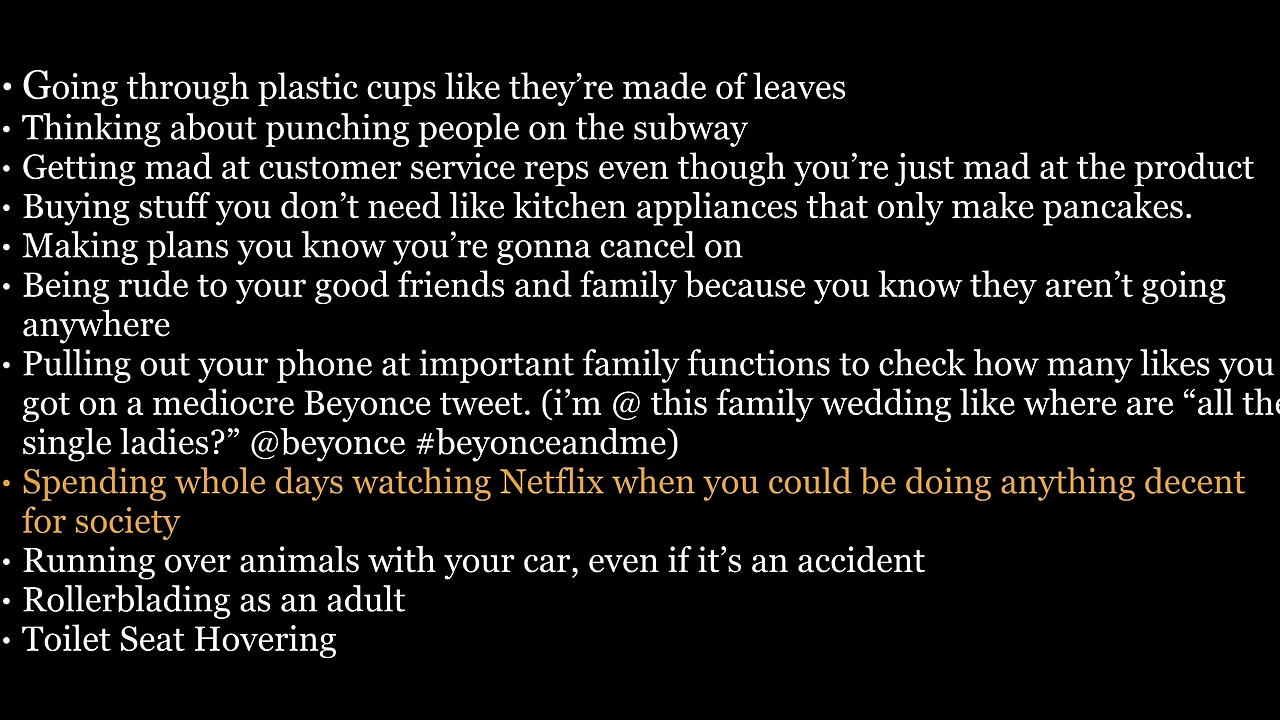 • Going through plastic cups like they’re made of leaves
• Thinking about punching people on the subway
• Getting mad at customer service reps even though you’re just mad at the product
• Buying stuff you don’t need like kitchen appliances that only make pancakes.
• Making plans you know you’re gonna cancel on
• Being rude to your good friends and family because you know they aren’t going
anywhere
• Pulling out your phone at important family functions to check how many likes you
got on a mediocre Beyonce tweet. (i’m @ this family wedding like where are “all the
single ladies?” @beyonce #beyonceandme)
• Spending whole days watching Netflix when you could be doing anything decent
for society
• Running over animals with your car, even if it’s an accident
• Rollerblading as an adult
• Toilet Seat Hovering